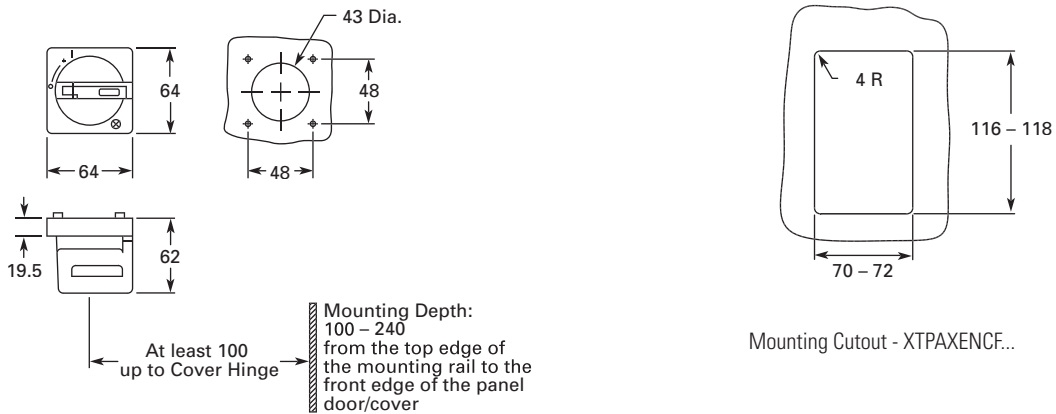 43 Dia.
64
64
48
48
19.5
62
At least 100
up to Cover Hinge
Mounting Depth:
100 – 240
from the top edge of
the mounting rail to the
front edge of the panel
door/cover
4 R
116 – 118
70 – 72
Mounting Cutout - XTPAXENCF...